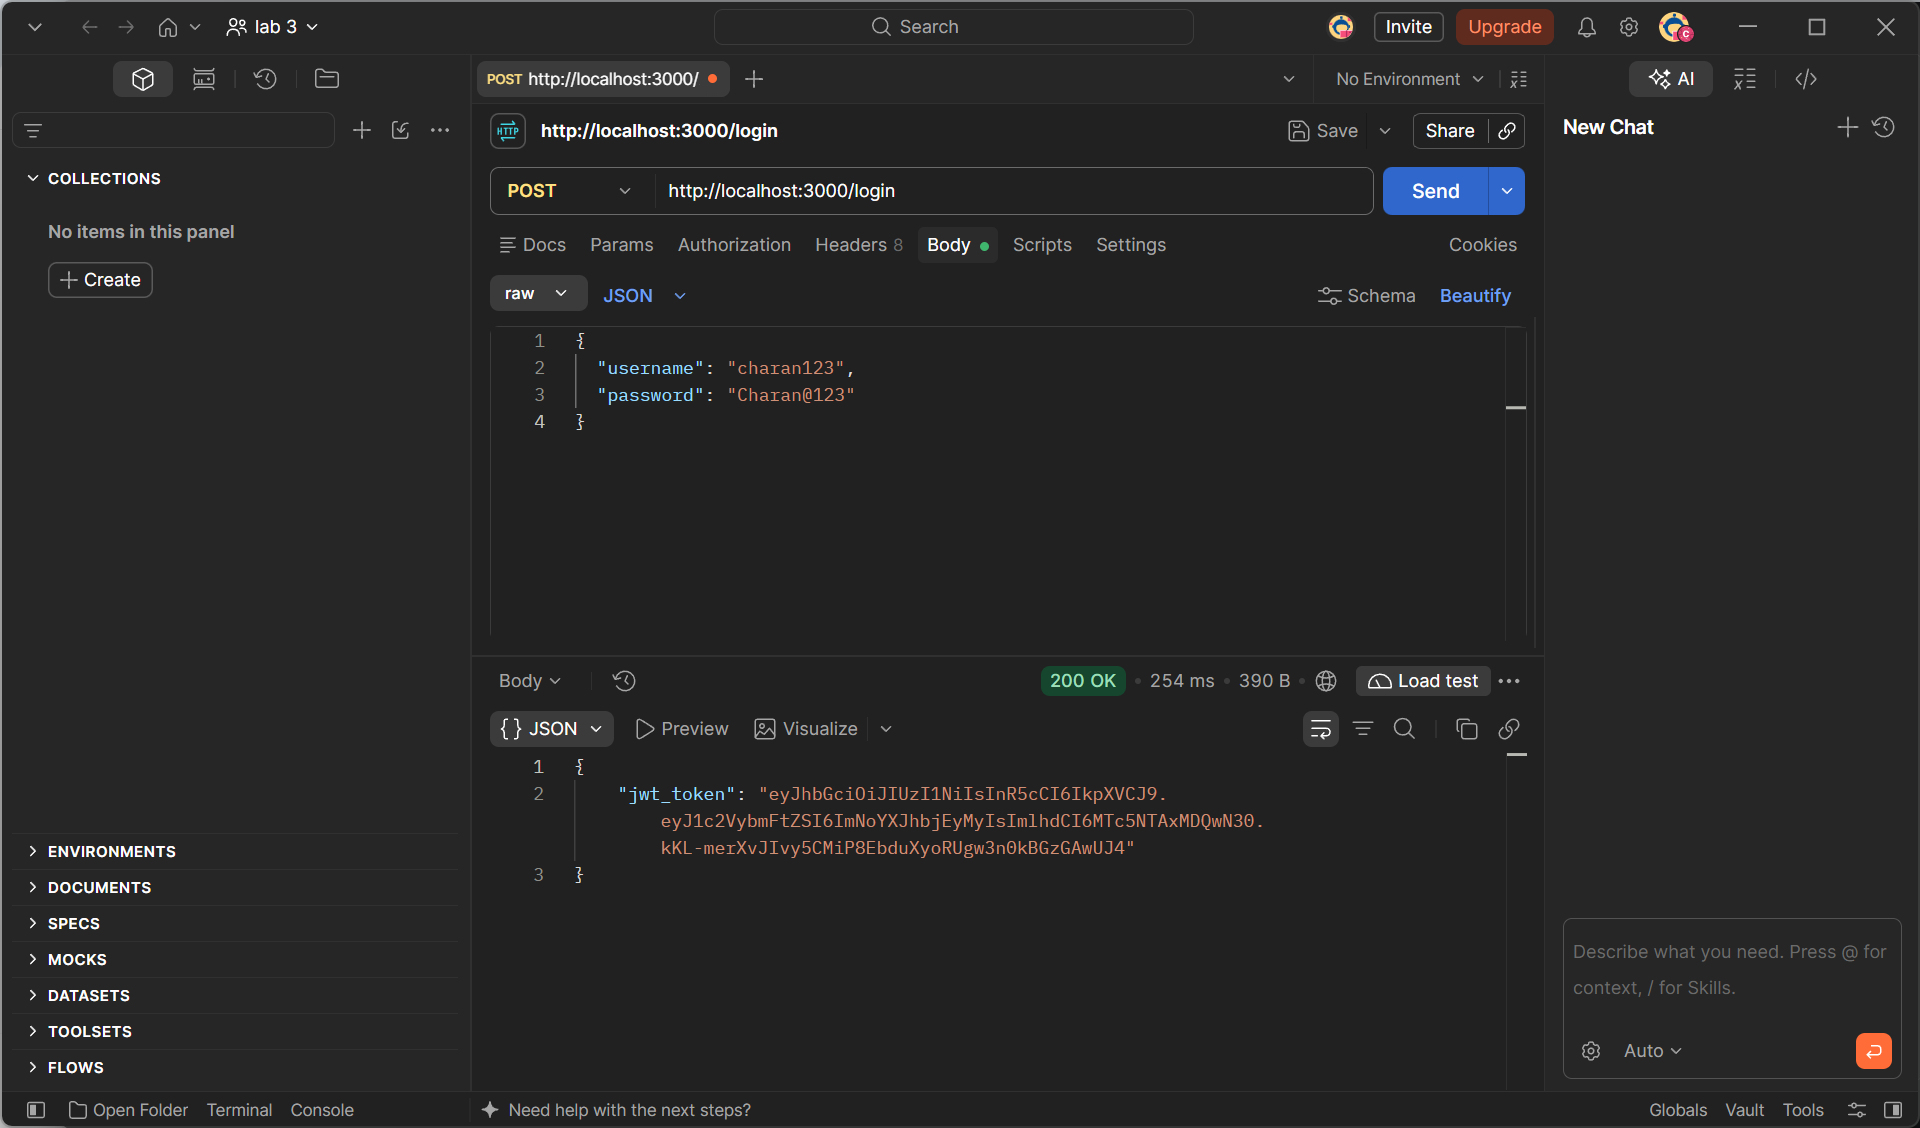 lab 3
Search
Invite
Upgrade
POST http://localhost:3000/
No Environment
AI
HTTP
http://localhost:3000/login
Save
Share
New Chat
COLLECTIONS
No items in this panel
Create
POST
http://localhost:3000/login
Send
Docs
Params
Authorization
Headers 8
Body
Scripts
Settings
Cookies
raw
JSON
Schema
Beautify
1 {
2 "username": "charan123",
3 "password": "Charan@123"
4 }
Body
200 OK
254 ms
390 B
Load test
{} JSON
Preview
Visualize
1 {
2 "jwt_token": "eyJhbGciOiJIUzI1NiIsInR5cCI6IkpXVCJ9.
eyJ1c2VybmFtZSI6ImNoYXJhbjEyMyIsImlhdCI6MTc5NTAxMDQwN30.
kKL-merXvJIvy5CMiP8EbduXyoRUgw3n0kBGzGAwUJ4"
3 }
ENVIRONMENTS
DOCUMENTS
SPECS
MOCKS
DATASETS
TOOLSETS
FLOWS
Describe what you need. Press @ for
context, / for Skills.
Auto
Open Folder
Terminal
Console
Need help with the next steps?
Globals
Vault
Tools